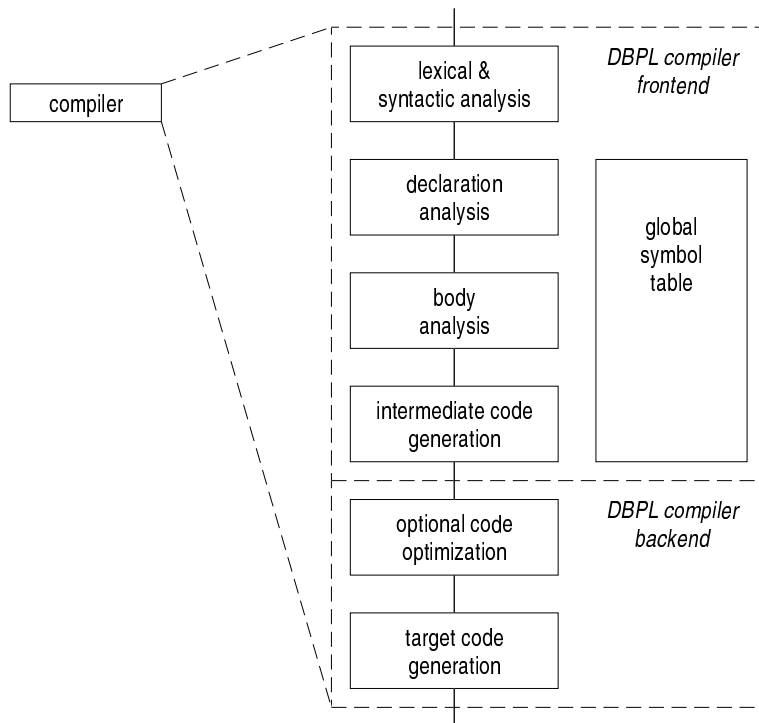 compiler
lexical &
syntactic analysis
DBPL compiler
frontend
declaration
analysis
global
symbol
table
body
analysis
intermediate code
generation
optional code
optimization
DBPL compiler
backend
target code
generation